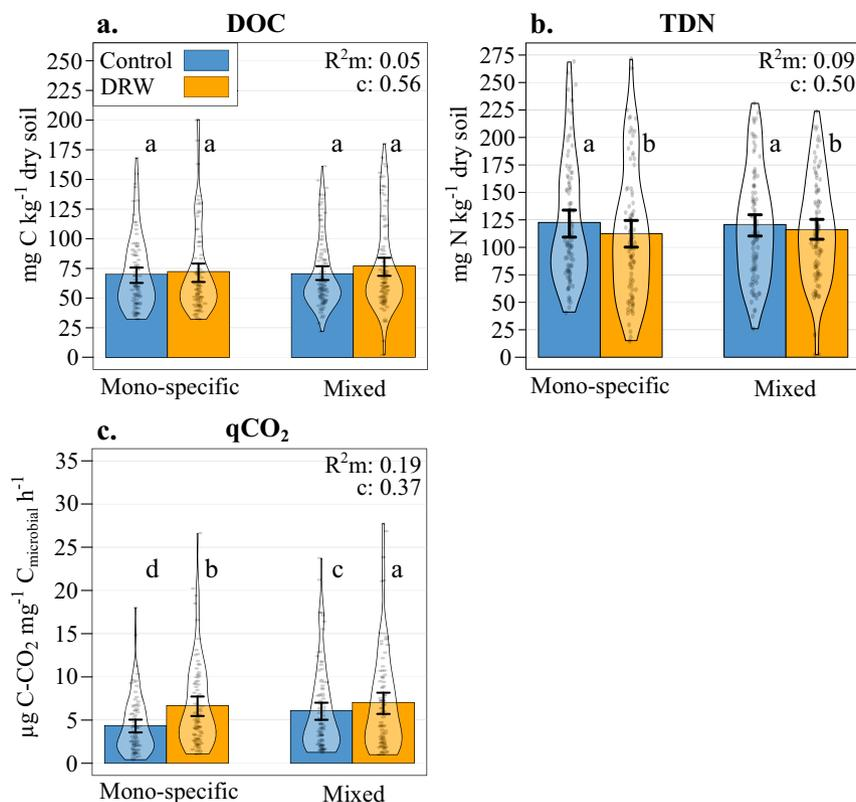 a. DOC
mg C kg⁻¹ dry soil
250
225
200
175
150
125
100
75
50
25
0
Control
DRW
R²m: 0.05
c: 0.56
a
a
a
a
Mono-specific
Mixed
b. TDN
mg N kg⁻¹ dry soil
275
250
225
200
175
150
125
100
75
50
25
0
R²m: 0.09
c: 0.50
a
b
a
b
Mono-specific
Mixed
c. qCO₂
µg C-CO₂ mg⁻¹ Cmicrobial h⁻¹
35
30
25
20
15
10
5
0
R²m: 0.19
c: 0.37
d
b
c
a
Mono-specific
Mixed